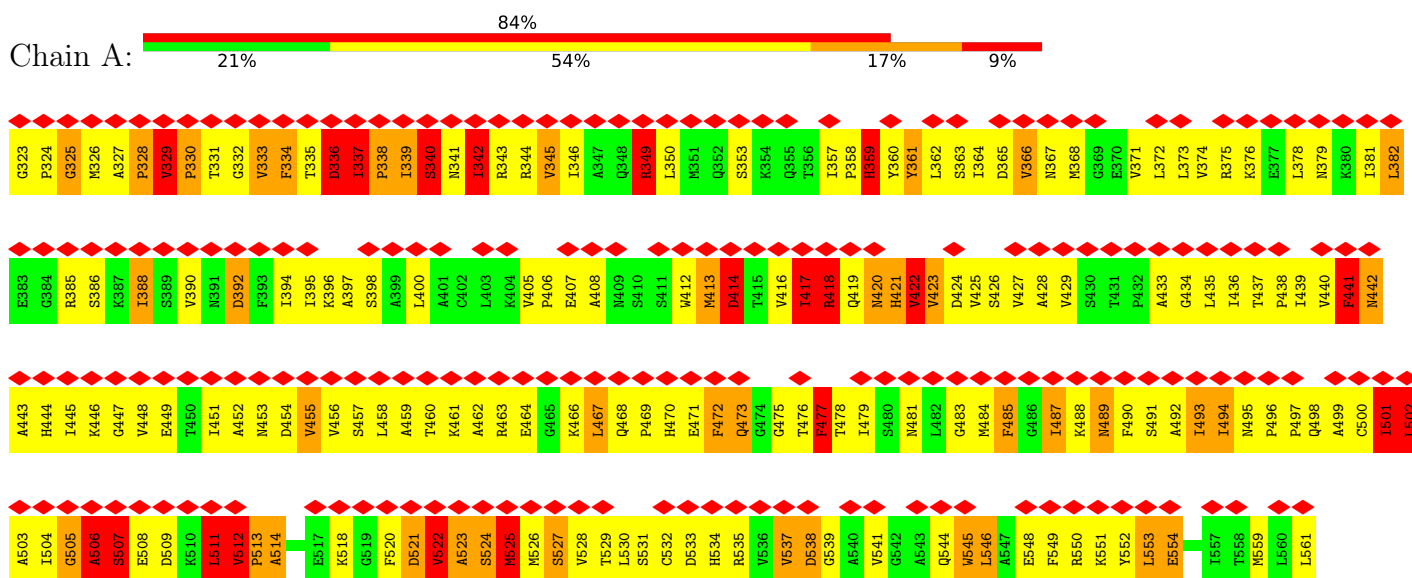 84%
Chain A:
21% 54% 17% 9%
G323 P324 G325 M326 A327 P328 V329 P330 T331 G332 V333 F334 T335 D336 I337 P338 I339 S340 N341 I342 R343 R344 V345 I346 A347 Q348 R349 L350 M351 Q352 S353 K354 Q355 T356 I357 P358 H359 Y360 Y361 L362 S363 I364 D365 V366 N367 M368 G369 E370 V371 L372 L373 V374 R375 K376 E377 L378 N379 K380 I381 L382
E383 G384 R385 S386 K387 I388 S389 V390 N391 D392 F393 I394 I395 K396 A397 S398 A399 L400 A401 C402 L403 K404 V405 P406 E407 A408 N409 S410 S411 W412 M413 D414 T415 V416 I417 R418 Q419 N420 H421 V422 V423 D424 V425 S426 V427 A428 V429 S430 T431 P432 A433 G434 L435 I436 T437 P438 I439 V440 F441 N442
A443 H444 I445 K446 G447 V448 E449 T450 I451 A452 N453 D454 V455 V456 S457 L458 A459 T460 K461 A462 R463 E464 G465 K466 L467 Q468 P469 H470 E471 F472 Q473 G474 G475 T476 F477 T478 I479 S480 N481 L482 G483 M484 F485 G486 I487 K488 N489 F490 S491 A492 I493 I494 N495 P496 P497 Q498 A499 C500 I501 L502
A503 I504 G505 A506 S507 E508 D509 K510 L511 V512 P513 A514 E517 K518 G519 F520 D521 V522 A523 S524 M525 M526 S527 V528 T529 L530 S531 C532 D533 H534 R535 V536 V537 D538 G539 A540 V541 G542 A543 Q544 W545 L546 A547 E548 F549 R550 K551 Y552 L553 E554 I557 T558 M559 L560 L561